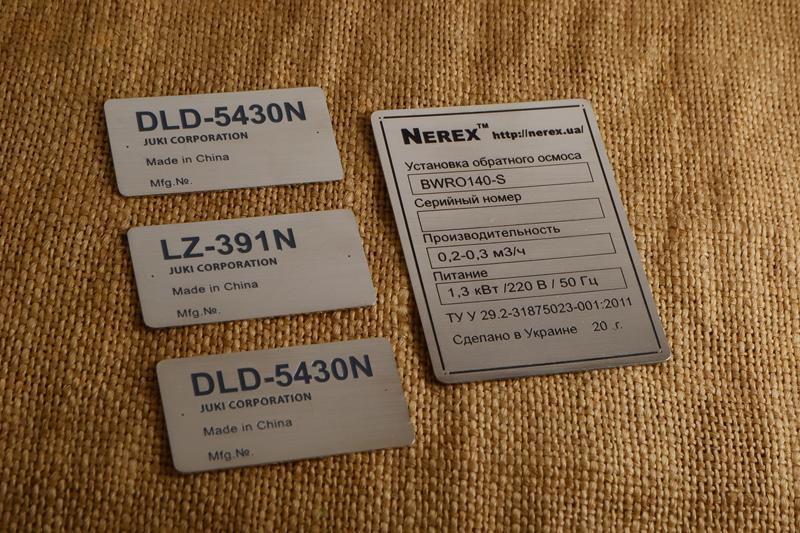 DLD-5430N
JUKI CORPORATION
Made in China
Mfg.№.
LZ-391N
JUKI CORPORATION
Made in China
Mfg.№.
DLD-5430N
JUKI CORPORATION
Made in China
Mfg.№.
NEREX™ http://nerex.ua/
Установка обратного осмоса
BWRO140-S
Серийный номер
Производительность
0,2-0,3 м3/ч
Питание
1,3 кВт /220 В / 50 Гц
ТУ У 29.2-31875023-001:2011
Сделано в Украине 20 .г.